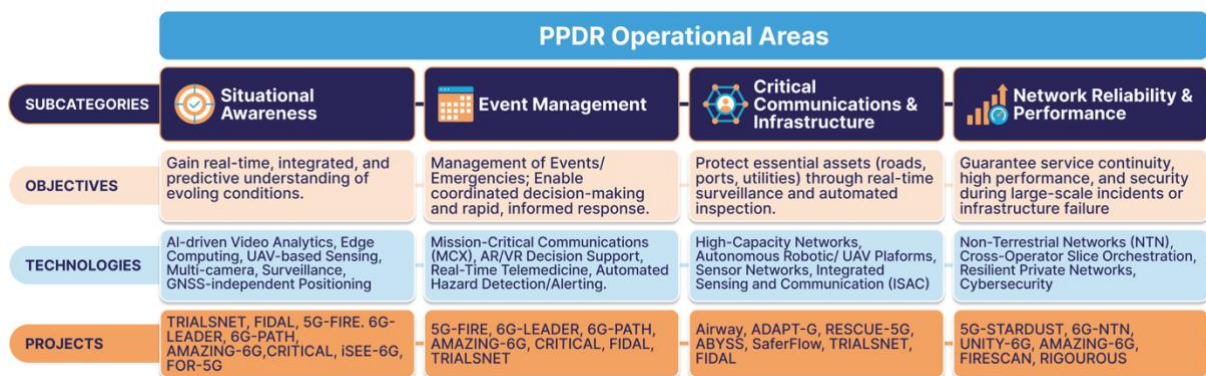 PPDR Operational Areas
SUBCATEGORIES
Situational
Awareness
Event Management
Critical
Communications &
Infrastructure
Network Reliability &
Performance
OBJECTIVES
Gain real-time, integrated, and
predictive understanding of
evoling conditions.
Management of Events/
Emergencies; Enable
coordinated decision-making
and rapid, informed response.
Protect essential assets (roads,
ports, utilities) through real-time
surveillance and automated
inspection.
Guarantee service continuity,
high performance, and security
during large-scale incidents or
infrastructure failure
TECHNOLOGIES
AI-driven Video Analytics, Edge
Computing, UAV-based Sensing,
Multi-camera, Surveillance,
GNSS-independent Positioning
Mission-Critical Communications
(MCX), AR/VR Decision Support,
Real-Time Telemedicine, Automated
Hazard Detection/Alerting.
High-Capacity Networks,
Autonomous Robotic/ UAV Plaforms,
Sensor Networks, Integrated
Sensing and Communication (ISAC)
Non-Terrestrial Networks (NTN),
Cross-Operator Slice Orchestration,
Resilient Private Networks,
Cybersecurity
PROJECTS
TRIALSNET, FIDAL, 5G-FIRE. 6G-
LEADER, 6G-PATH,
AMAZING-6G,CRITICAL, iSEE-6G,
FOR-5G
5G-FIRE, 6G-LEADER, 6G-PATH,
AMAZING-6G, CRITICAL, FIDAL,
TRIALSNET
Airway, ADAPT-G, RESCUE-5G,
ABYSS, SaferFlow, TRIALSNET,
FIDAL
5G-STARDUST, 6G-NTN,
UNITY-6G, AMAZING-6G,
FIRESCAN, RIGOUROUS